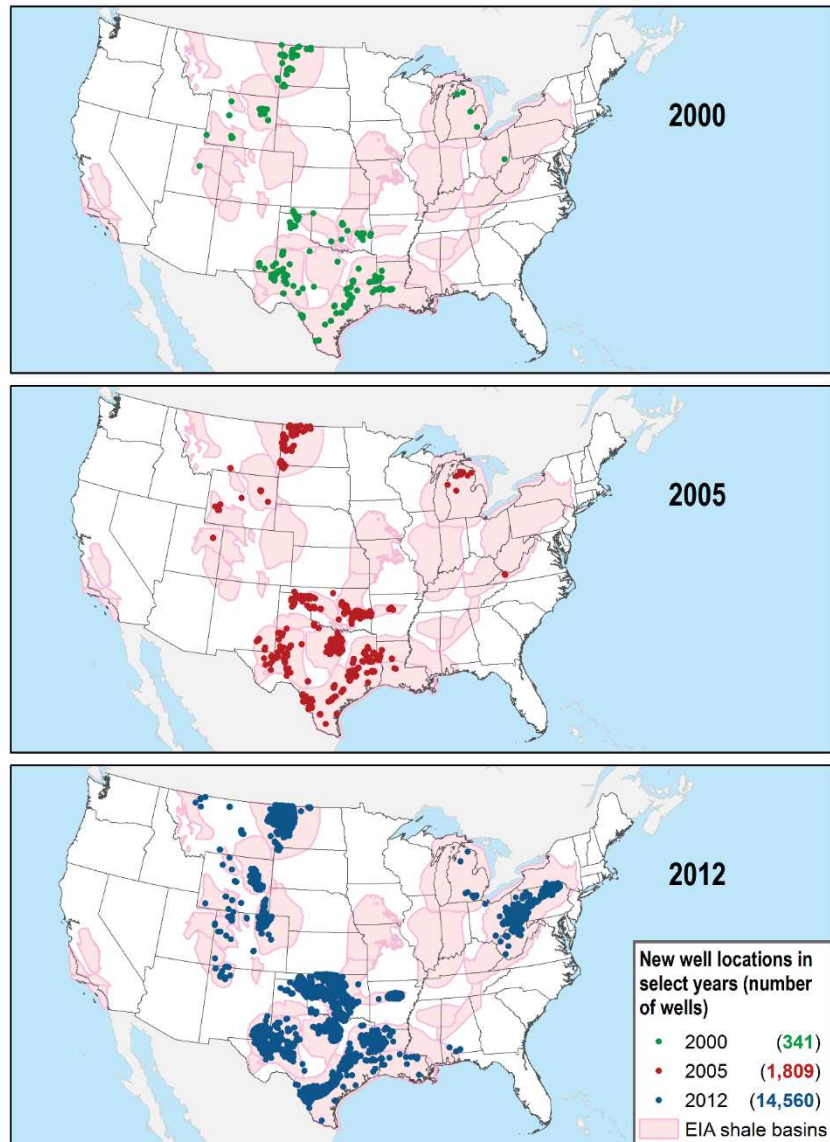 2000
2005
2012
New well locations in
select years (number
of wells)
2000 (341)
2005 (1,809)
2012 (14,560)
EIA shale basins